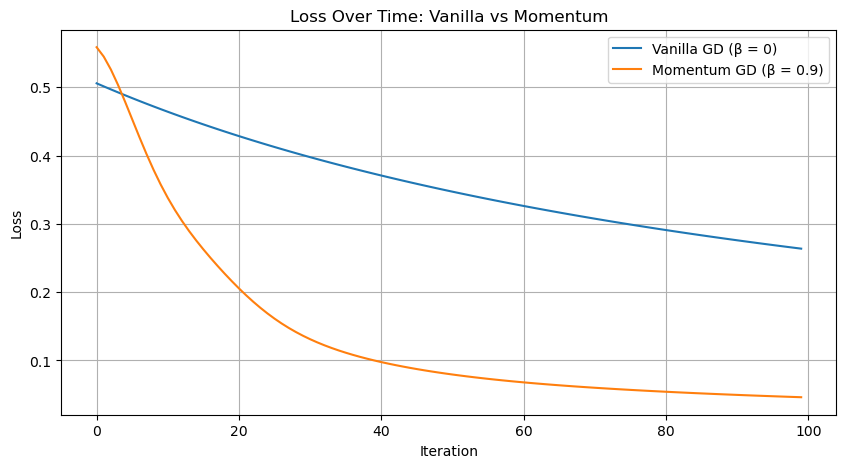 Loss Over Time: Vanilla vs Momentum
Vanilla GD (β = 0)
Momentum GD (β = 0.9)
Loss
0.5
0.4
0.3
0.2
0.1
0 20 40 60 80 100
Iteration